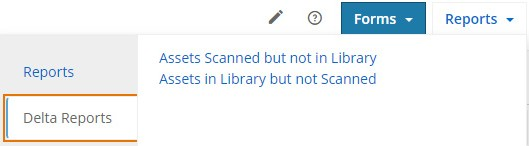 Forms Reports
Assets Scanned but not in Library
Assets in Library but not Scanned
Reports
Delta Reports